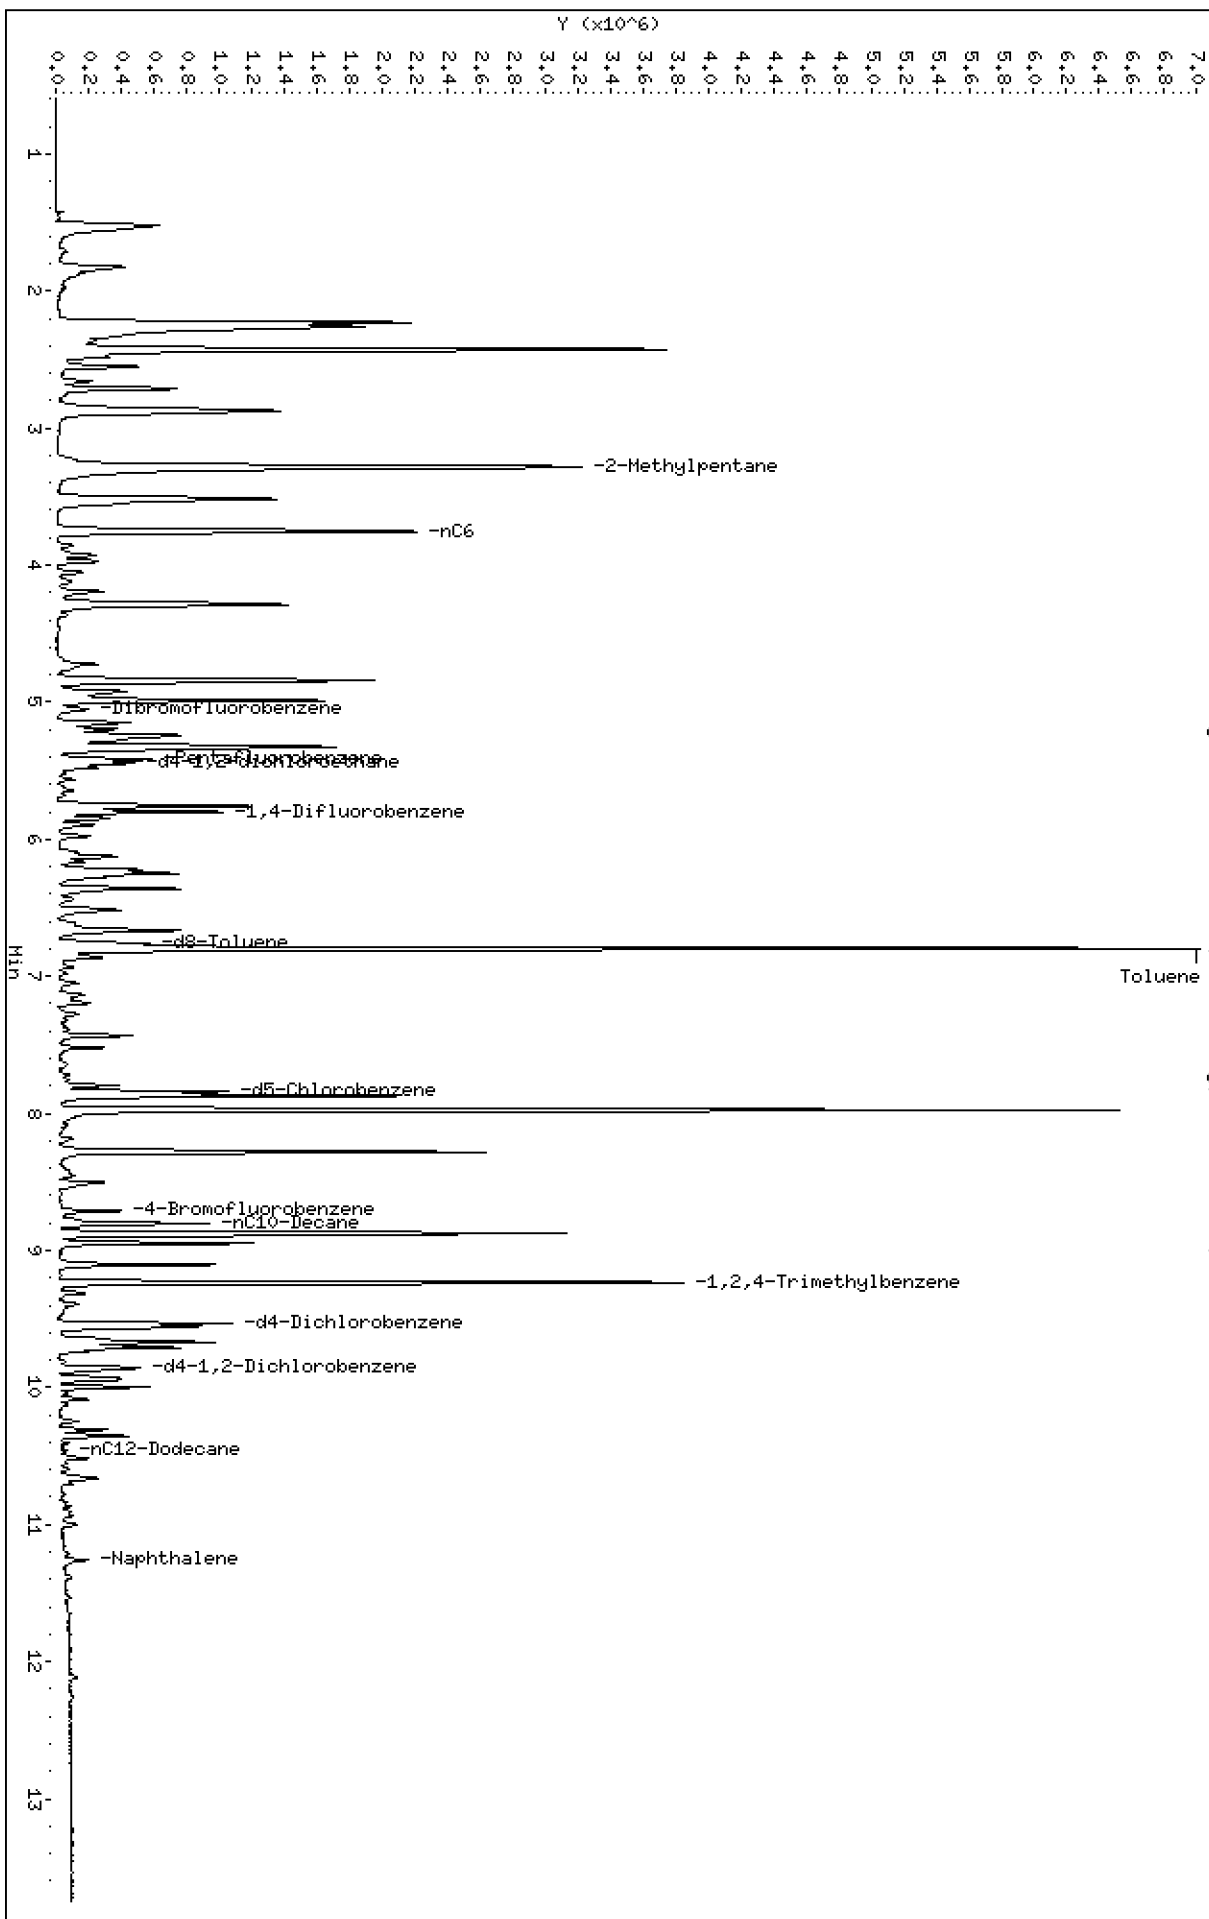 Y (x10^6)
0.0 0.2 0.4 0.6 0.8 1.0 1.2 1.4 1.6 1.8 2.0 2.2 2.4 2.6 2.8 3.0 3.2 3.4 3.6 3.8 4.0 4.2 4.4 4.6 4.8 5.0 5.2 5.4 5.6 5.8 6.0 6.2 6.4 6.6 6.8 7.0
1
2
3
-2-Methylpentane
-nC6
4
5
-Dibromofluorobenzene
-Pentafluorobenzene
-d4-1,2-dichloroethane
-1,4-Difluorobenzene
6
-d8-Toluene
Min
7
Toluene
-d5-Chlorobenzene
8
-4-Bromofluorobenzene
-nC10-Decane
9
-1,2,4-Trimethylbenzene
-d4-Dichlorobenzene
-d4-1,2-Dichlorobenzene
10
-nC12-Dodecane
11
-Naphthalene
12
13